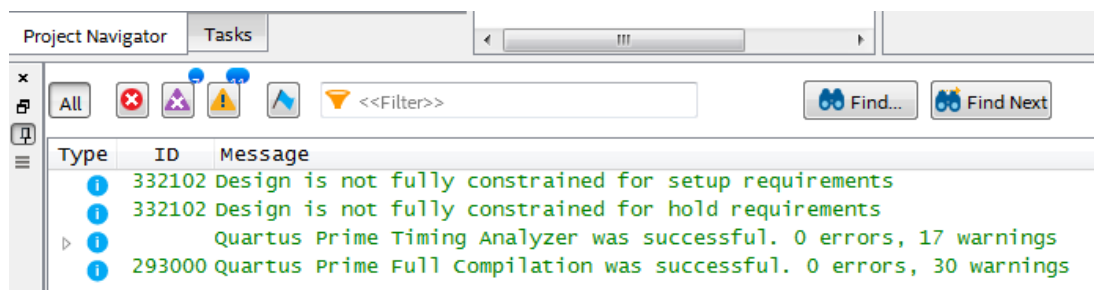 Project Navigator Tasks
All <<Filter>> Find... Find Next
Type ID Message
332102 Design is not fully constrained for setup requirements
332102 Design is not fully constrained for hold requirements
Quartus Prime Timing Analyzer was successful. 0 errors, 17 warnings
293000 Quartus Prime Full Compilation was successful. 0 errors, 30 warnings